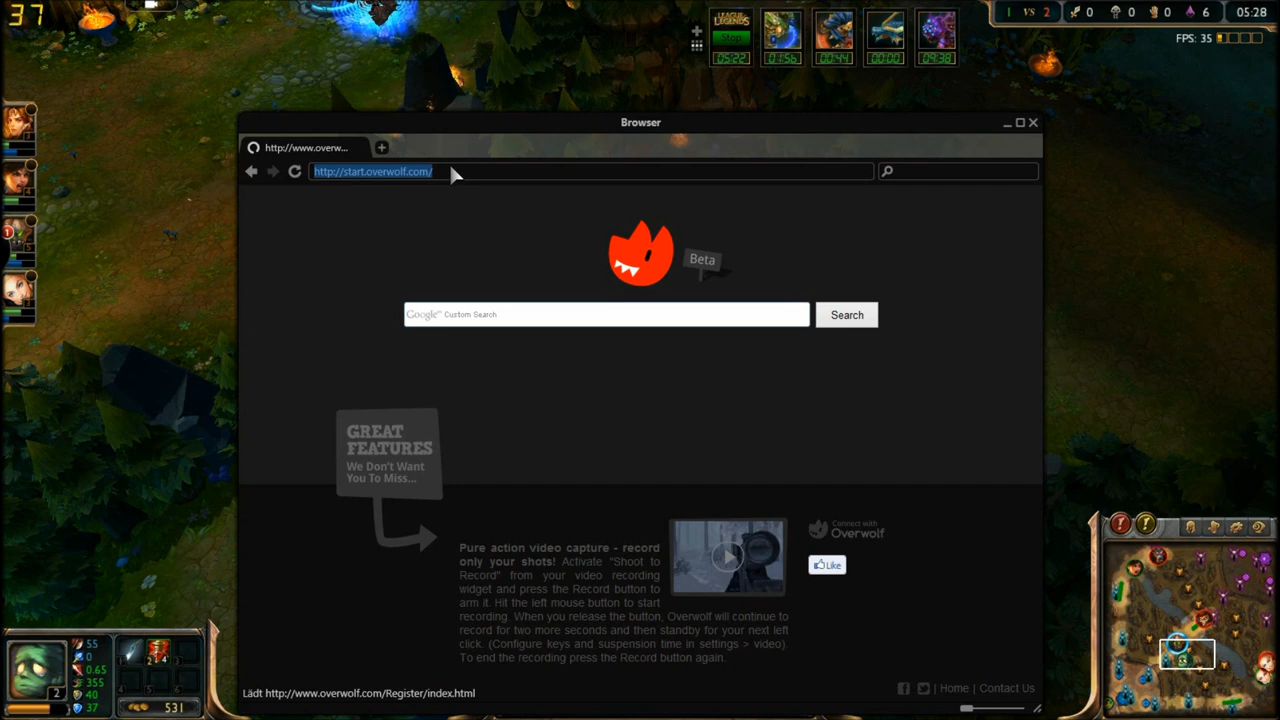 37
1 VS 2
0
0
0
6
05:28
FPS: 35
LEAGUE OF LEGENDS
Stop
05:22
01:56
00:44
00:00
09:38
Browser
http://www.overw...
http://start.overwolf.com/
Beta
Google™ Custom Search
Search
GREAT
FEATURES
We Don't Want
You To Miss...
Pure action video capture - record
only your shots! Activate "Shoot to
Record" from your video recording
widget and press the Record button to
arm it. Hit the left mouse button to start
recording. When you release the button, Overwolf will continue to
record for two more seconds and then standby for your next left
click. (Configure keys and suspension time in settings > video).
To end the recording press the Record button again.
Connect with
Overwolf
Like
| Home | Contact Us
Lädt http://www.overwolf.com/Register/index.html
55
0
0.65
355
40
37
2
2
4
531